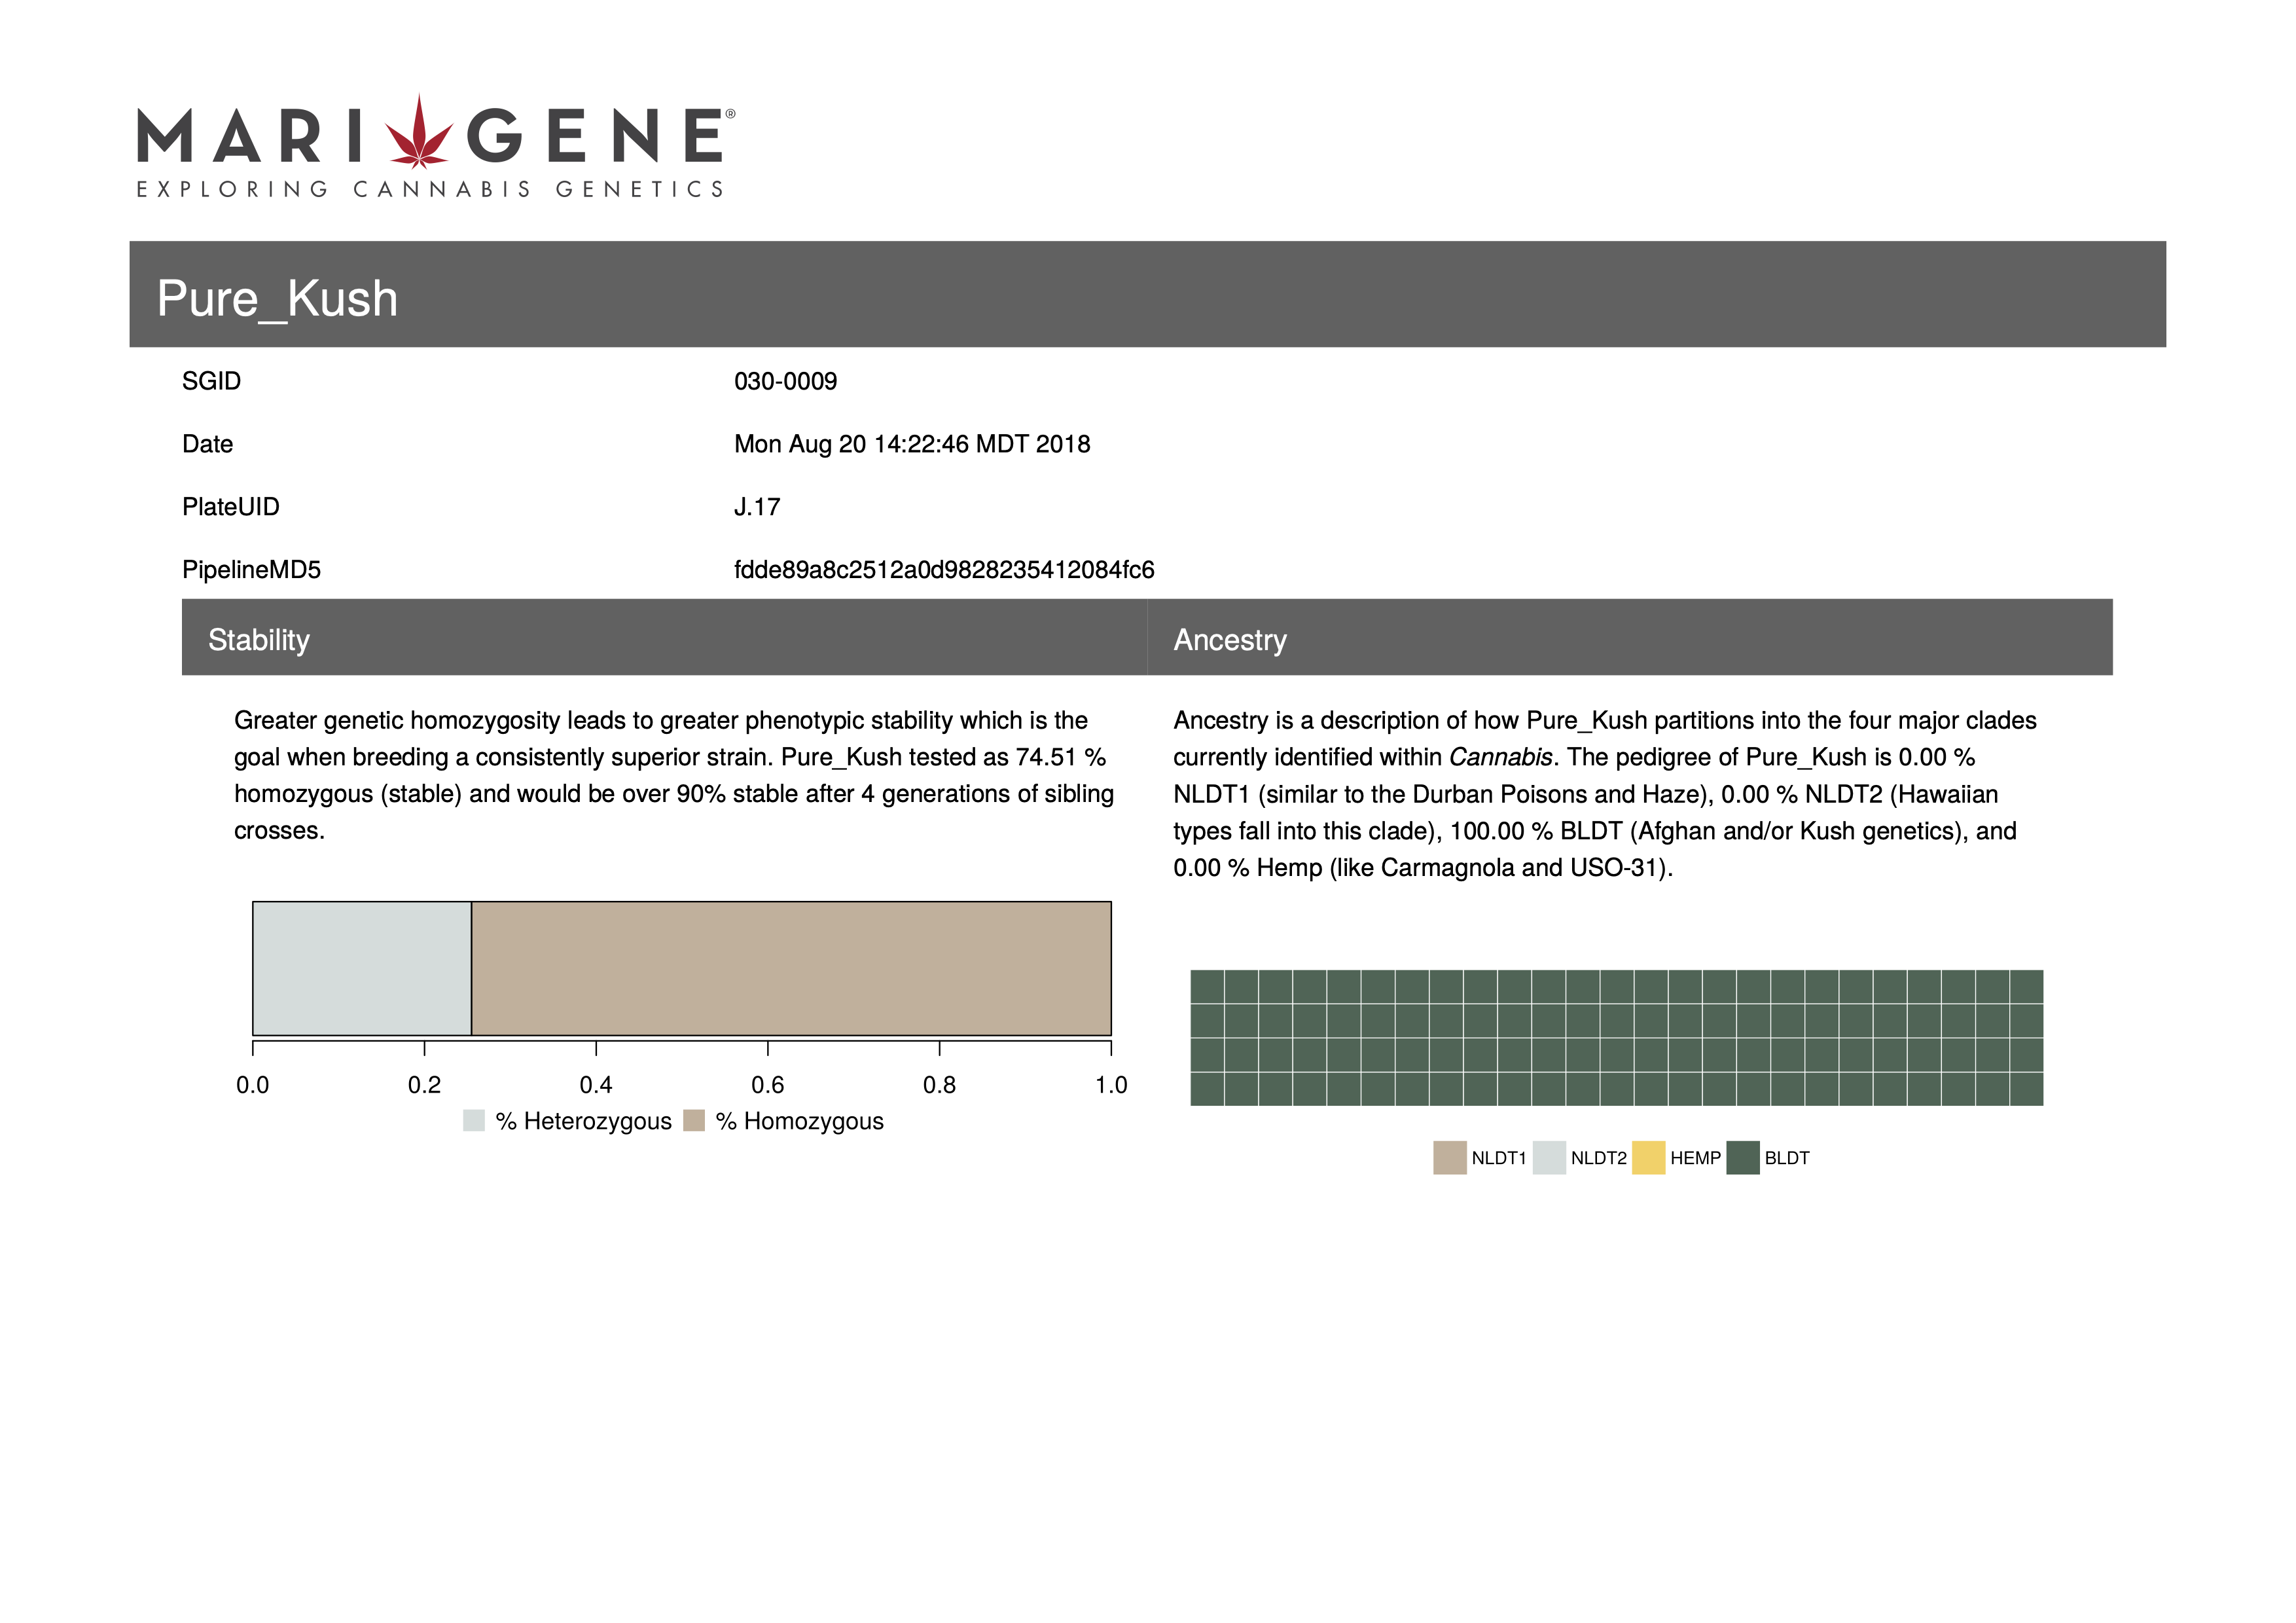 MARIGENE®
EXPLORING CANNABIS GENETICS
Pure_Kush
SGID 030-0009
Date Mon Aug 20 14:22:46 MDT 2018
PlateUID J.17
PipelineMD5 fdde89a8c2512a0d9828235412084fc6
Stability
Greater genetic homozygosity leads to greater phenotypic stability which is the
goal when breeding a consistently superior strain. Pure_Kush tested as 74.51 %
homozygous (stable) and would be over 90% stable after 4 generations of sibling
crosses.
0.0 0.2 0.4 0.6 0.8 1.0
% Heterozygous % Homozygous
Ancestry
Ancestry is a description of how Pure_Kush partitions into the four major clades
currently identified within Cannabis. The pedigree of Pure_Kush is 0.00 %
NLDT1 (similar to the Durban Poisons and Haze), 0.00 % NLDT2 (Hawaiian
types fall into this clade), 100.00 % BLDT (Afghan and/or Kush genetics), and
0.00 % Hemp (like Carmagnola and USO-31).
NLDT1 NLDT2 HEMP BLDT